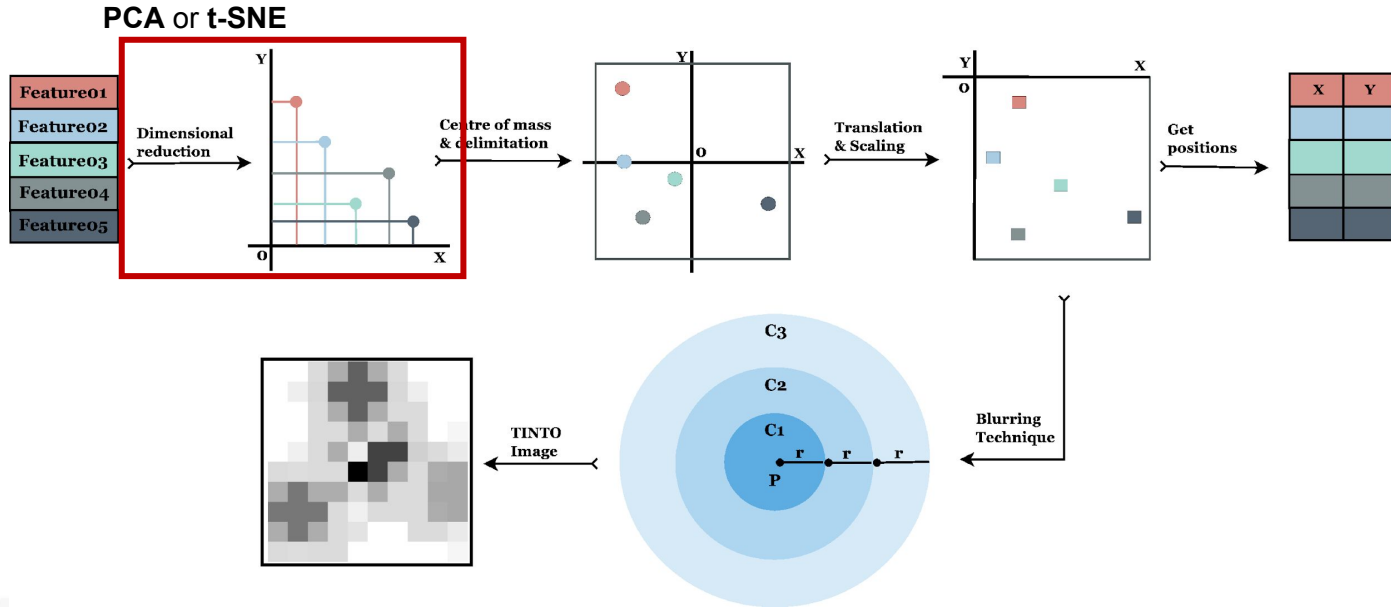 PCA or t-SNE
Feature01
Feature02
Feature03
Feature04
Feature05
Dimensional
reduction
Y
O
X
Centre of mass
& delimitation
Y
O
X
Translation
& Scaling
Y
O
X
Get
positions
X Y
Blurring
Technique
C3
C2
C1
r r r
P
TINTO
Image